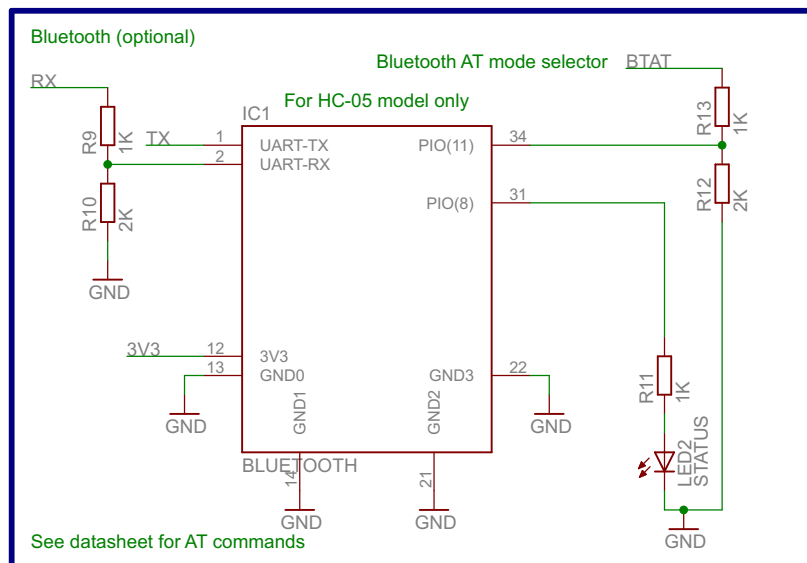 Bluetooth (optional)
Bluetooth AT mode selector
BTAT
RX
For HC-05 model only
IC1
R9
1K
TX
1
UART-TX
2
UART-RX
PIO(11)
34
R13
1K
R10
2K
PIO(8)
31
R12
2K
GND
3V3
12
3V3
13
GND0
GND3
22
GND1
GND2
R11
1K
GND
GND
BLUETOOTH
14
21
LED2
STATUS
GND
GND
GND
See datasheet for AT commands